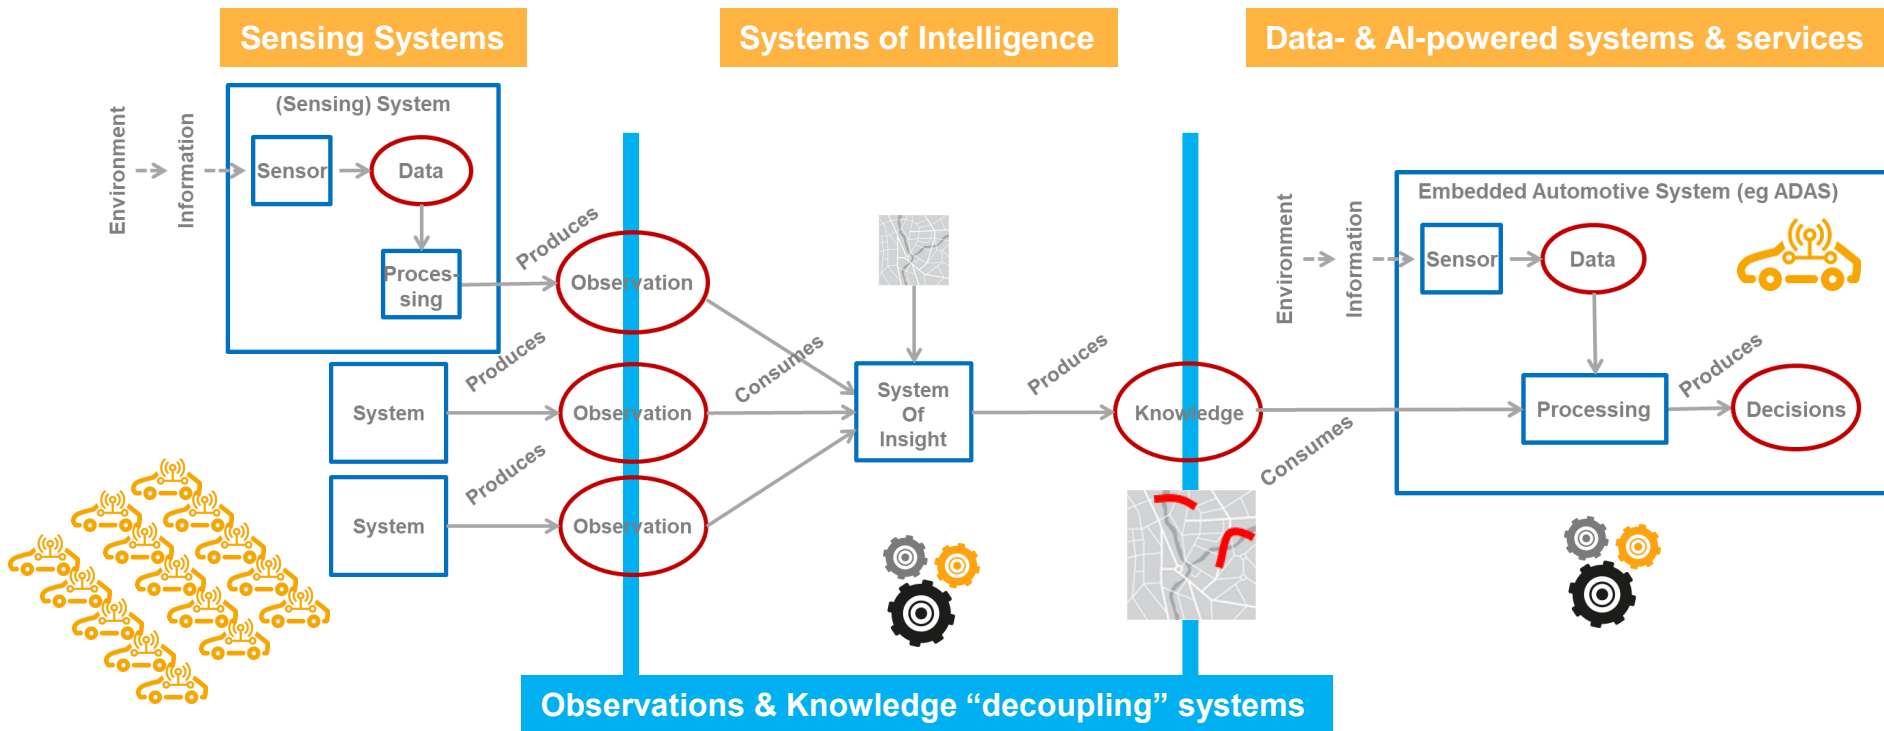 Sensing Systems
Systems of Intelligence
Data- & AI-powered systems & services
(Sensing) System
Environment
Information
Sensor
Data
Proces-
sing
Produces
Observation
System
Produces
Observation
System
Produces
Observation
Consumes
System
Of
Insight
Produces
Knowledge
Consumes
Embedded Automotive System (eg ADAS)
Environment
Information
Sensor
Data
Processing
Produces
Decisions
Observations & Knowledge “decoupling” systems